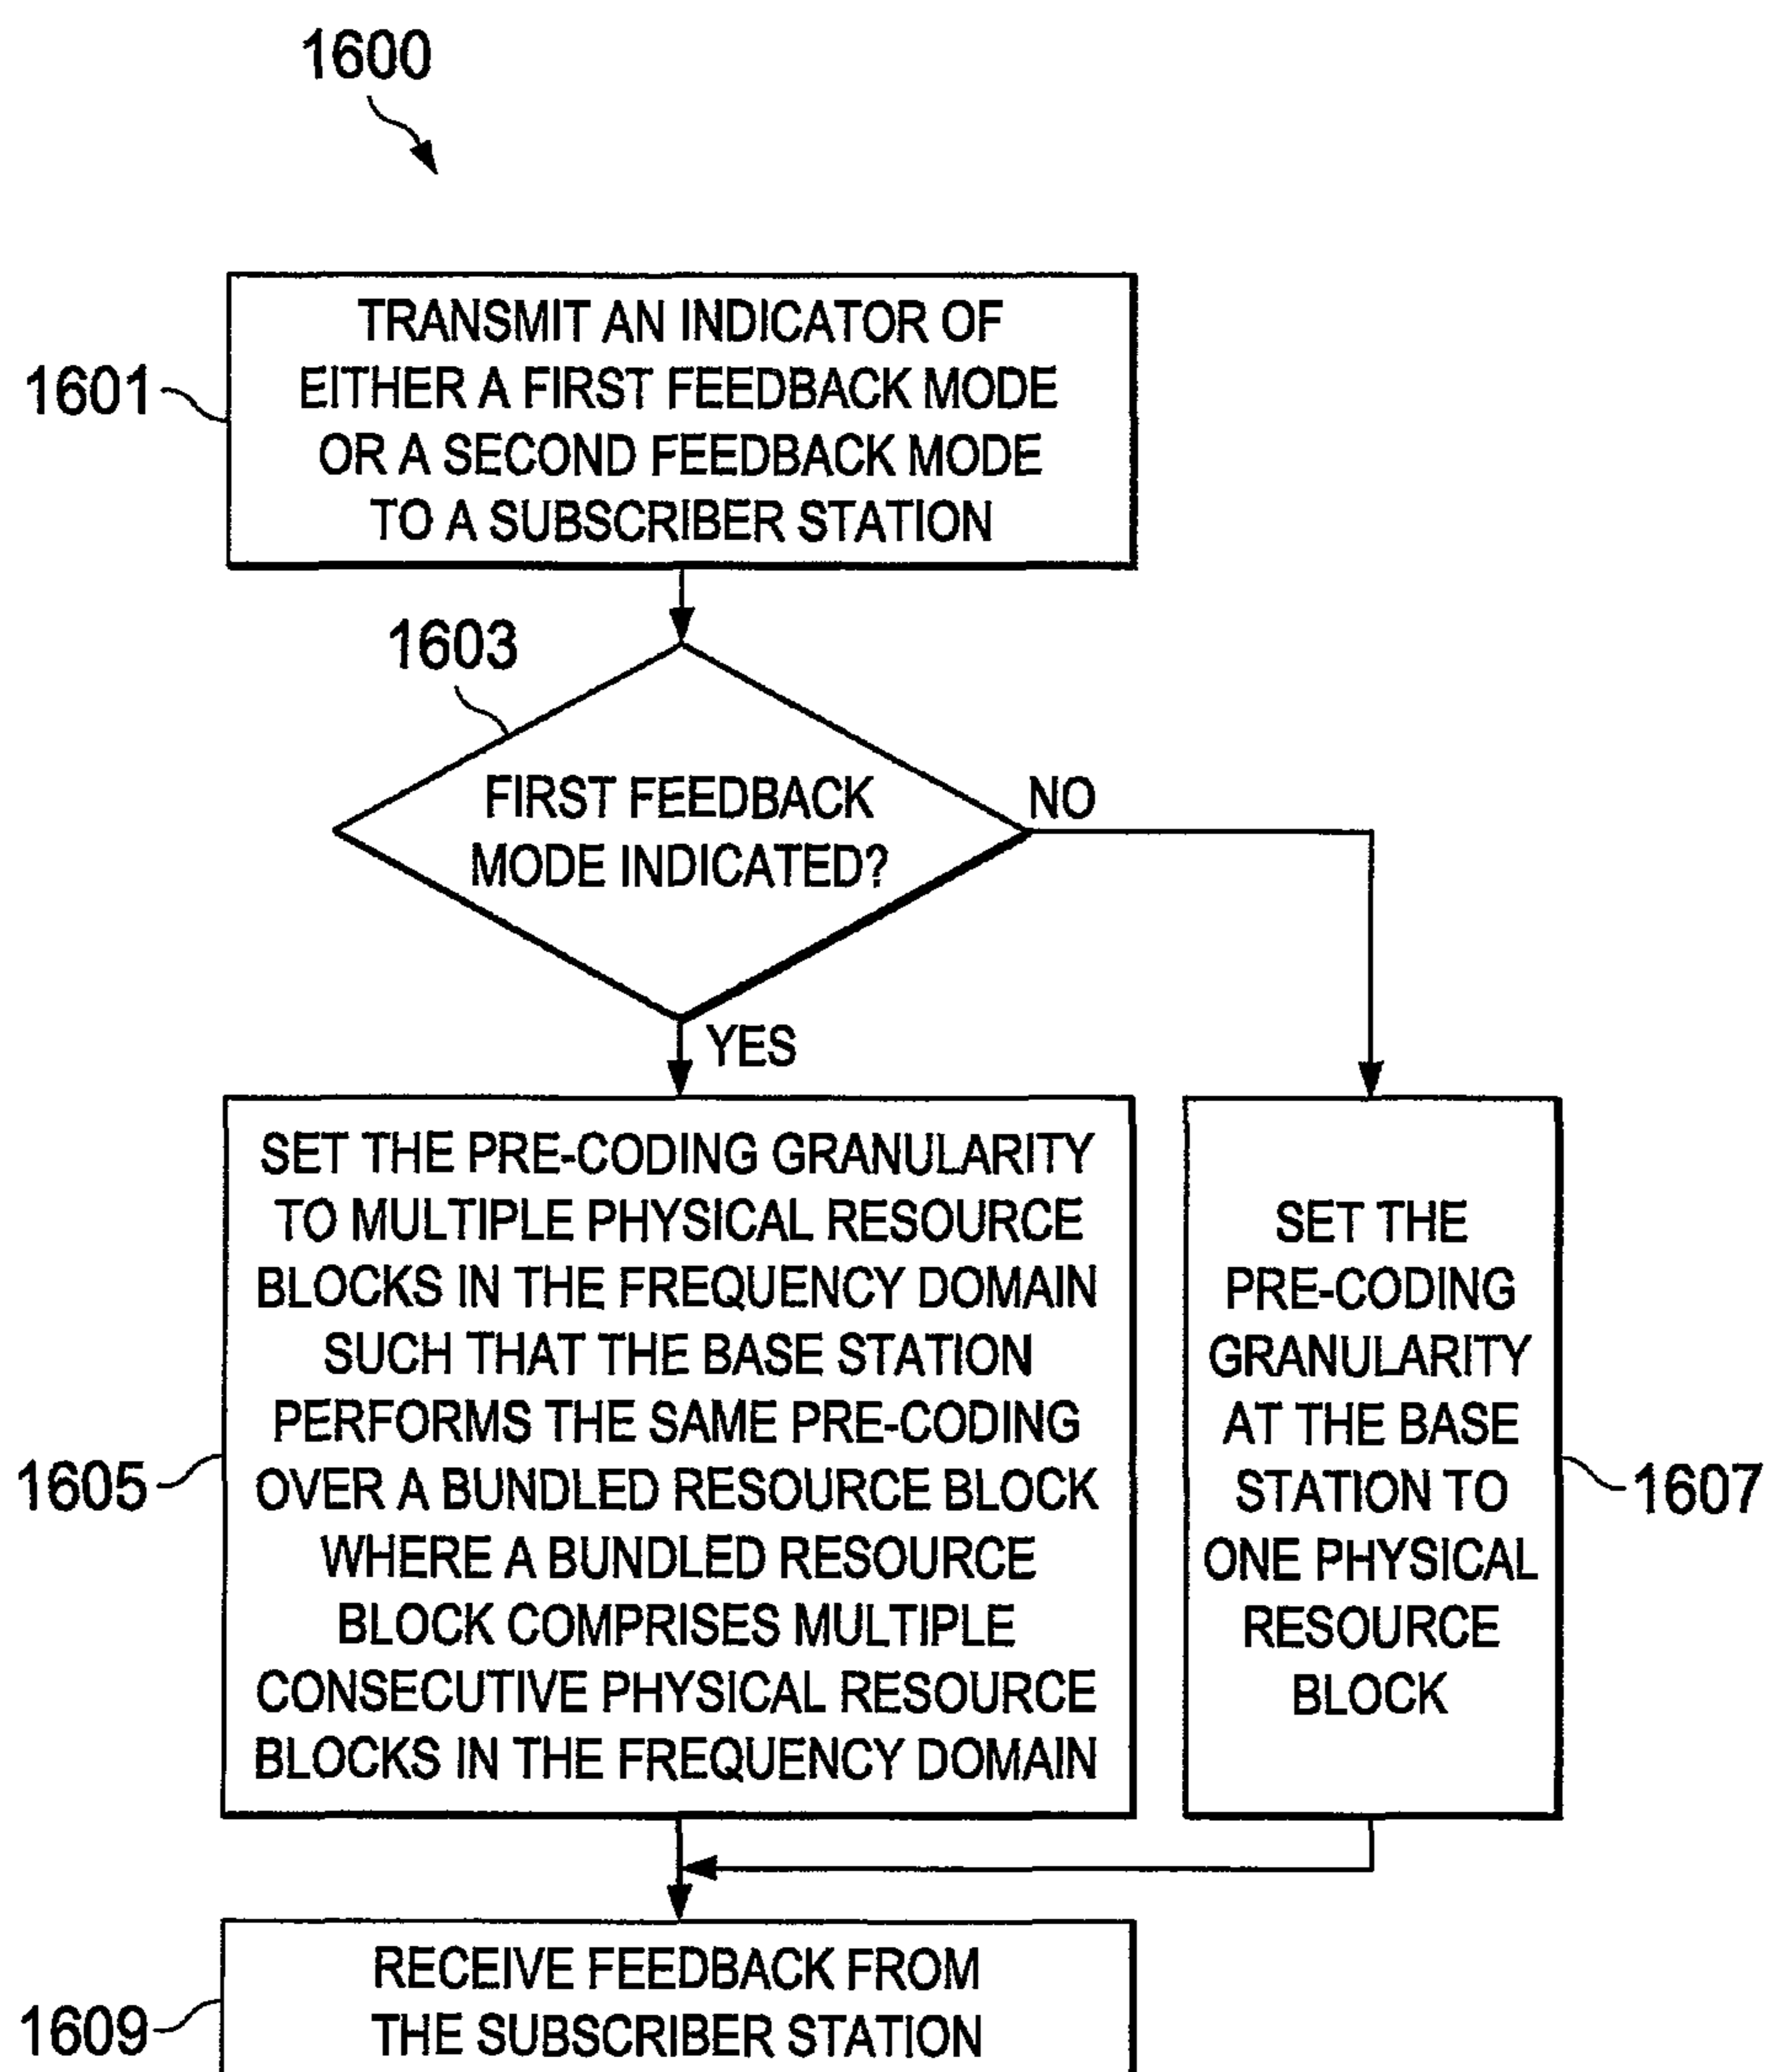 1600
1601
TRANSMIT AN INDICATOR OF
EITHER A FIRST FEEDBACK MODE
OR A SECOND FEEDBACK MODE
TO A SUBSCRIBER STATION
1603
FIRST FEEDBACK
MODE INDICATED?
NO
YES
1605
SET THE PRE-CODING GRANULARITY
TO MULTIPLE PHYSICAL RESOURCE
BLOCKS IN THE FREQUENCY DOMAIN
SUCH THAT THE BASE STATION
PERFORMS THE SAME PRE-CODING
OVER A BUNDLED RESOURCE BLOCK
WHERE A BUNDLED RESOURCE
BLOCK COMPRISES MULTIPLE
CONSECUTIVE PHYSICAL RESOURCE
BLOCKS IN THE FREQUENCY DOMAIN
SET THE
PRE-CODING
GRANULARITY
AT THE BASE
STATION TO
ONE PHYSICAL
RESOURCE
BLOCK
1607
1609
RECEIVE FEEDBACK FROM
THE SUBSCRIBER STATION